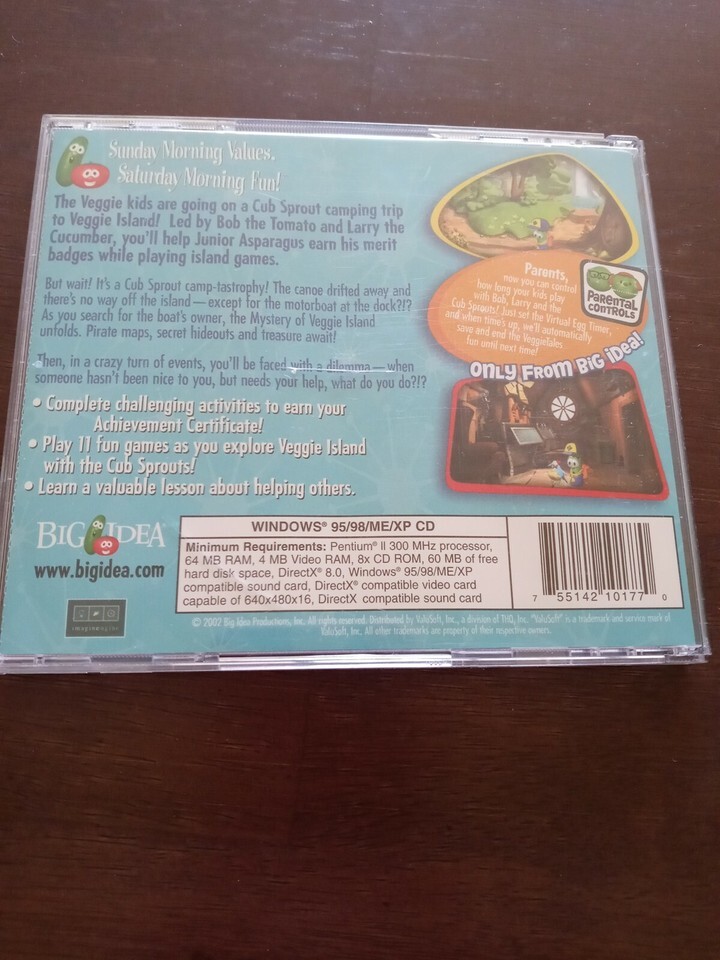 Sunday Morning Values,
Saturday Morning Fun!
The Veggie kids are going on a Cub Sprout camping trip
to Veggie Island! Led by Bob the Tomato and Larry the
Cucumber, you'll help Junior Asparagus earn his merit
badges while playing island games.
But wait! It's a Cub Sprout camp-tastrophy! The canoe drifted away and
there's no way off the island — except for the motorboat at the dock?!?
As you search for the boat's owner, the Mystery of Veggie Island
unfolds. Pirate maps, secret hideouts and treasure await!
Then, in a crazy turn of events, you'll be faced with a dilemma — when
someone hasn't been nice to you, but needs your help, what do you do?!?
• Complete challenging activities to earn your
Achievement Certificate!
• Play 11 fun games as you explore Veggie Island
with the Cub Sprouts!
• Learn a valuable lesson about helping others.
Parents,
now you can control
how long your kids play
with Bob, Larry and the
Cub Sprouts! Just set the Virtual Egg Timer,
and when time's up, we'll automatically
save and end the VeggieTales
fun until next time!
PARENTAL
CONTROLS
ONLY FROM BiG iDea!
BIG IDEA
www.bigidea.com
imagineengine
WINDOWS® 95/98/ME/XP CD
Minimum Requirements: Pentium® II 300 MHz processor,
64 MB RAM, 4 MB Video RAM, 8x CD ROM, 60 MB of free
hard disk space, DirectX® 8.0, Windows® 95/98/ME/XP
compatible sound card, DirectX® compatible video card
capable of 640x480x16, DirectX compatible sound card
7 55142 10177 0
© 2002 Big Idea Productions, Inc. All rights reserved. Distributed by ValuSoft, Inc., a division of THQ, Inc. "ValuSoft" is a trademark and service mark of
ValuSoft, Inc. All other trademarks are property of their respective owners.